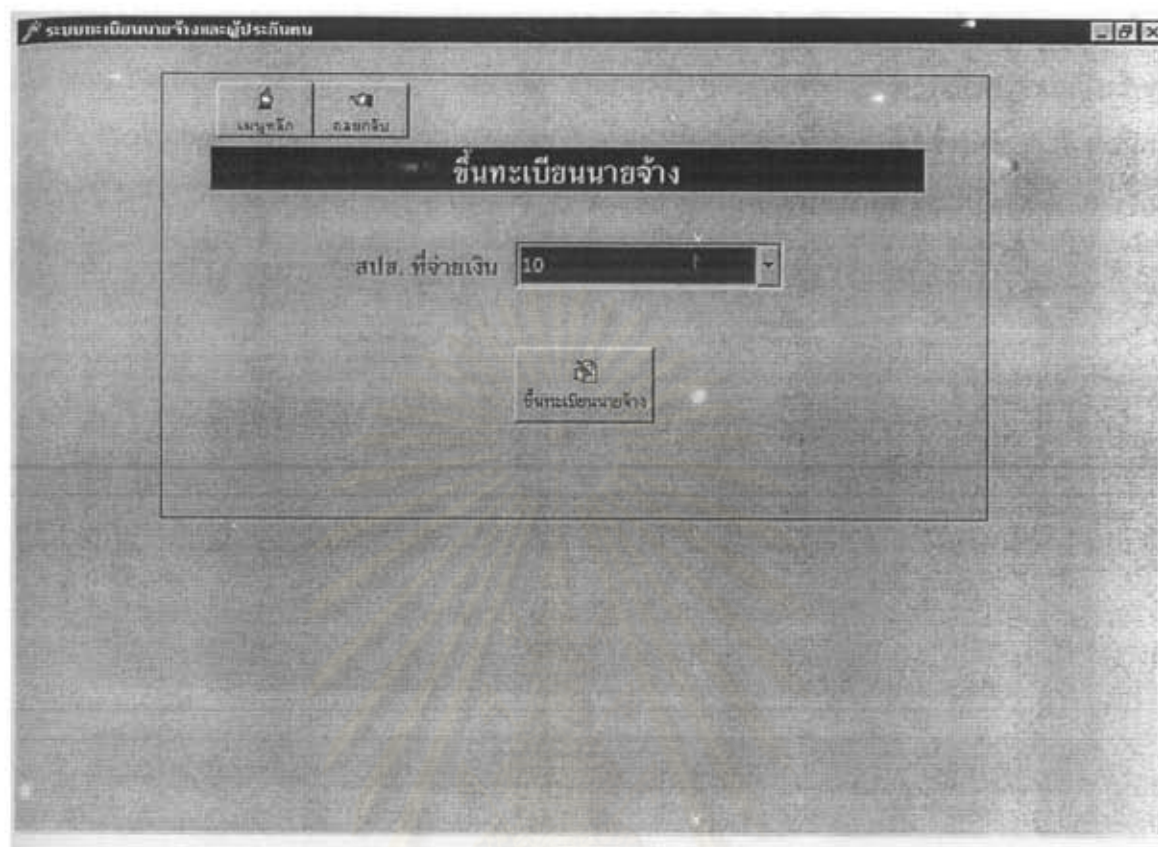 ระบบทะเบียนนายจ้างและผู้ประกันตน
เมนูหลัก
ถอยกลับ
ขึ้นทะเบียนนายจ้าง
สปส. ที่จ่ายเงิน 10
ขึ้นทะเบียนนายจ้าง